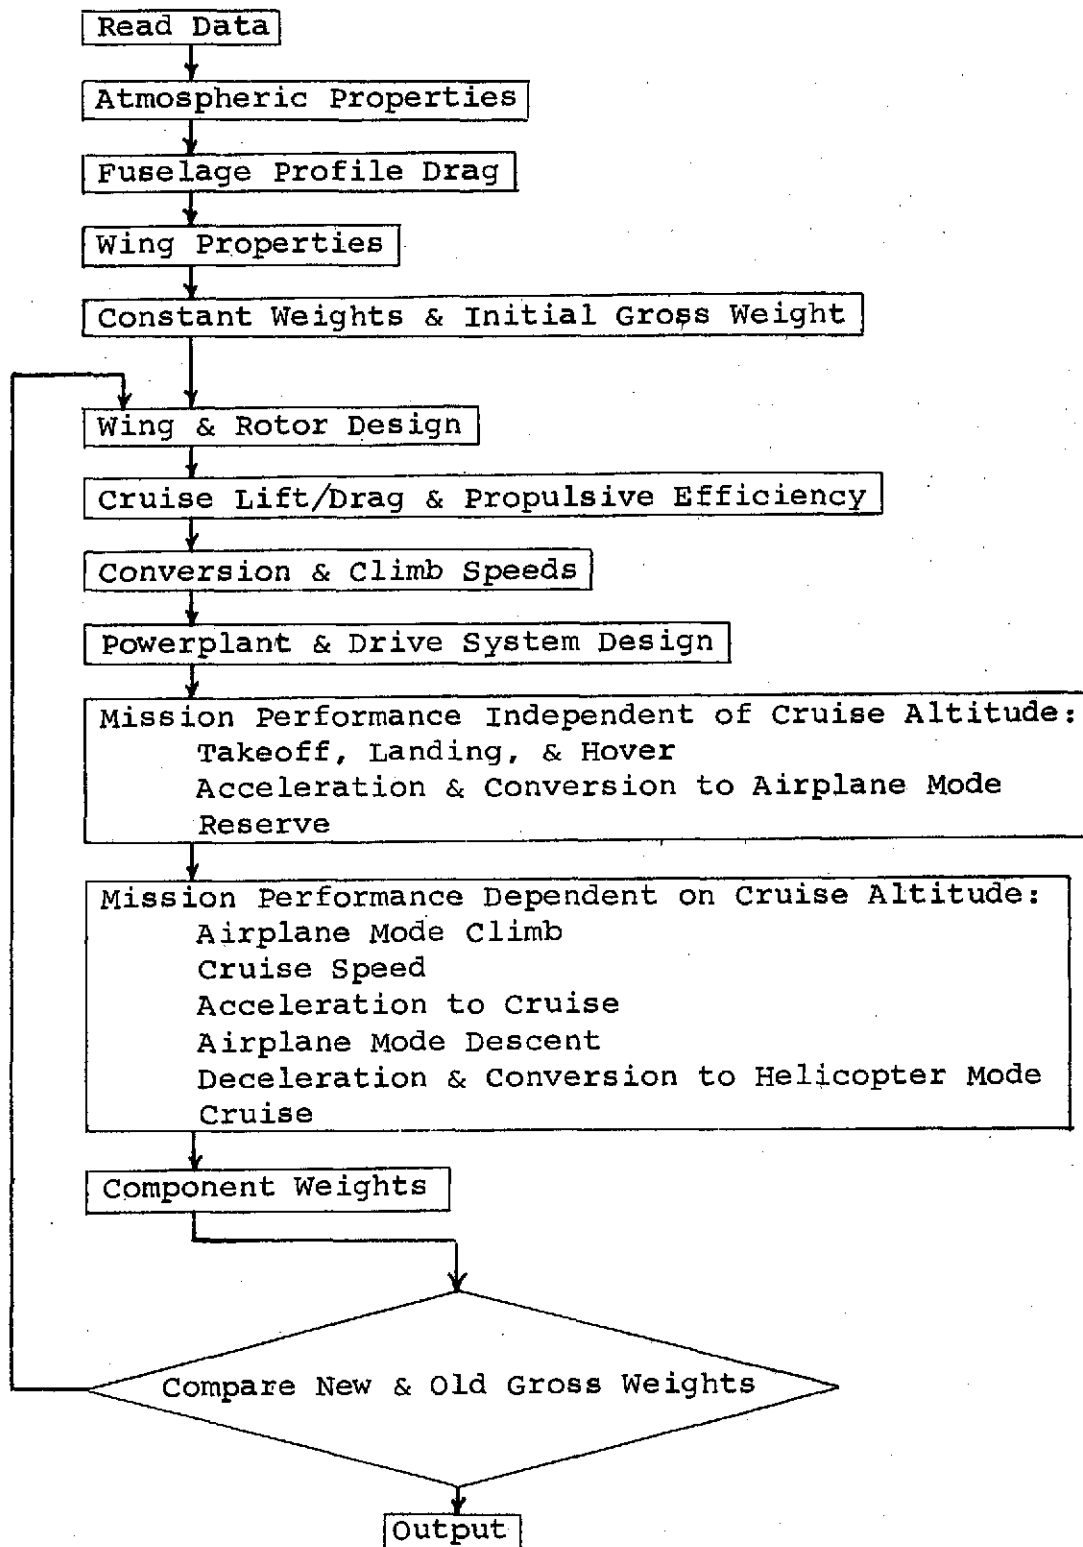 Read Data
Atmospheric Properties
Fuselage Profile Drag
Wing Properties
Constant Weights & Initial Gross Weight
Wing & Rotor Design
Cruise Lift/Drag & Propulsive Efficiency
Conversion & Climb Speeds
Powerplant & Drive System Design
Mission Performance Independent of Cruise Altitude:
Takeoff, Landing, & Hover
Acceleration & Conversion to Airplane Mode
Reserve
Mission Performance Dependent on Cruise Altitude:
Airplane Mode Climb
Cruise Speed
Acceleration to Cruise
Airplane Mode Descent
Deceleration & Conversion to Helicopter Mode
Cruise
Component Weights
Compare New & Old Gross Weights
Output